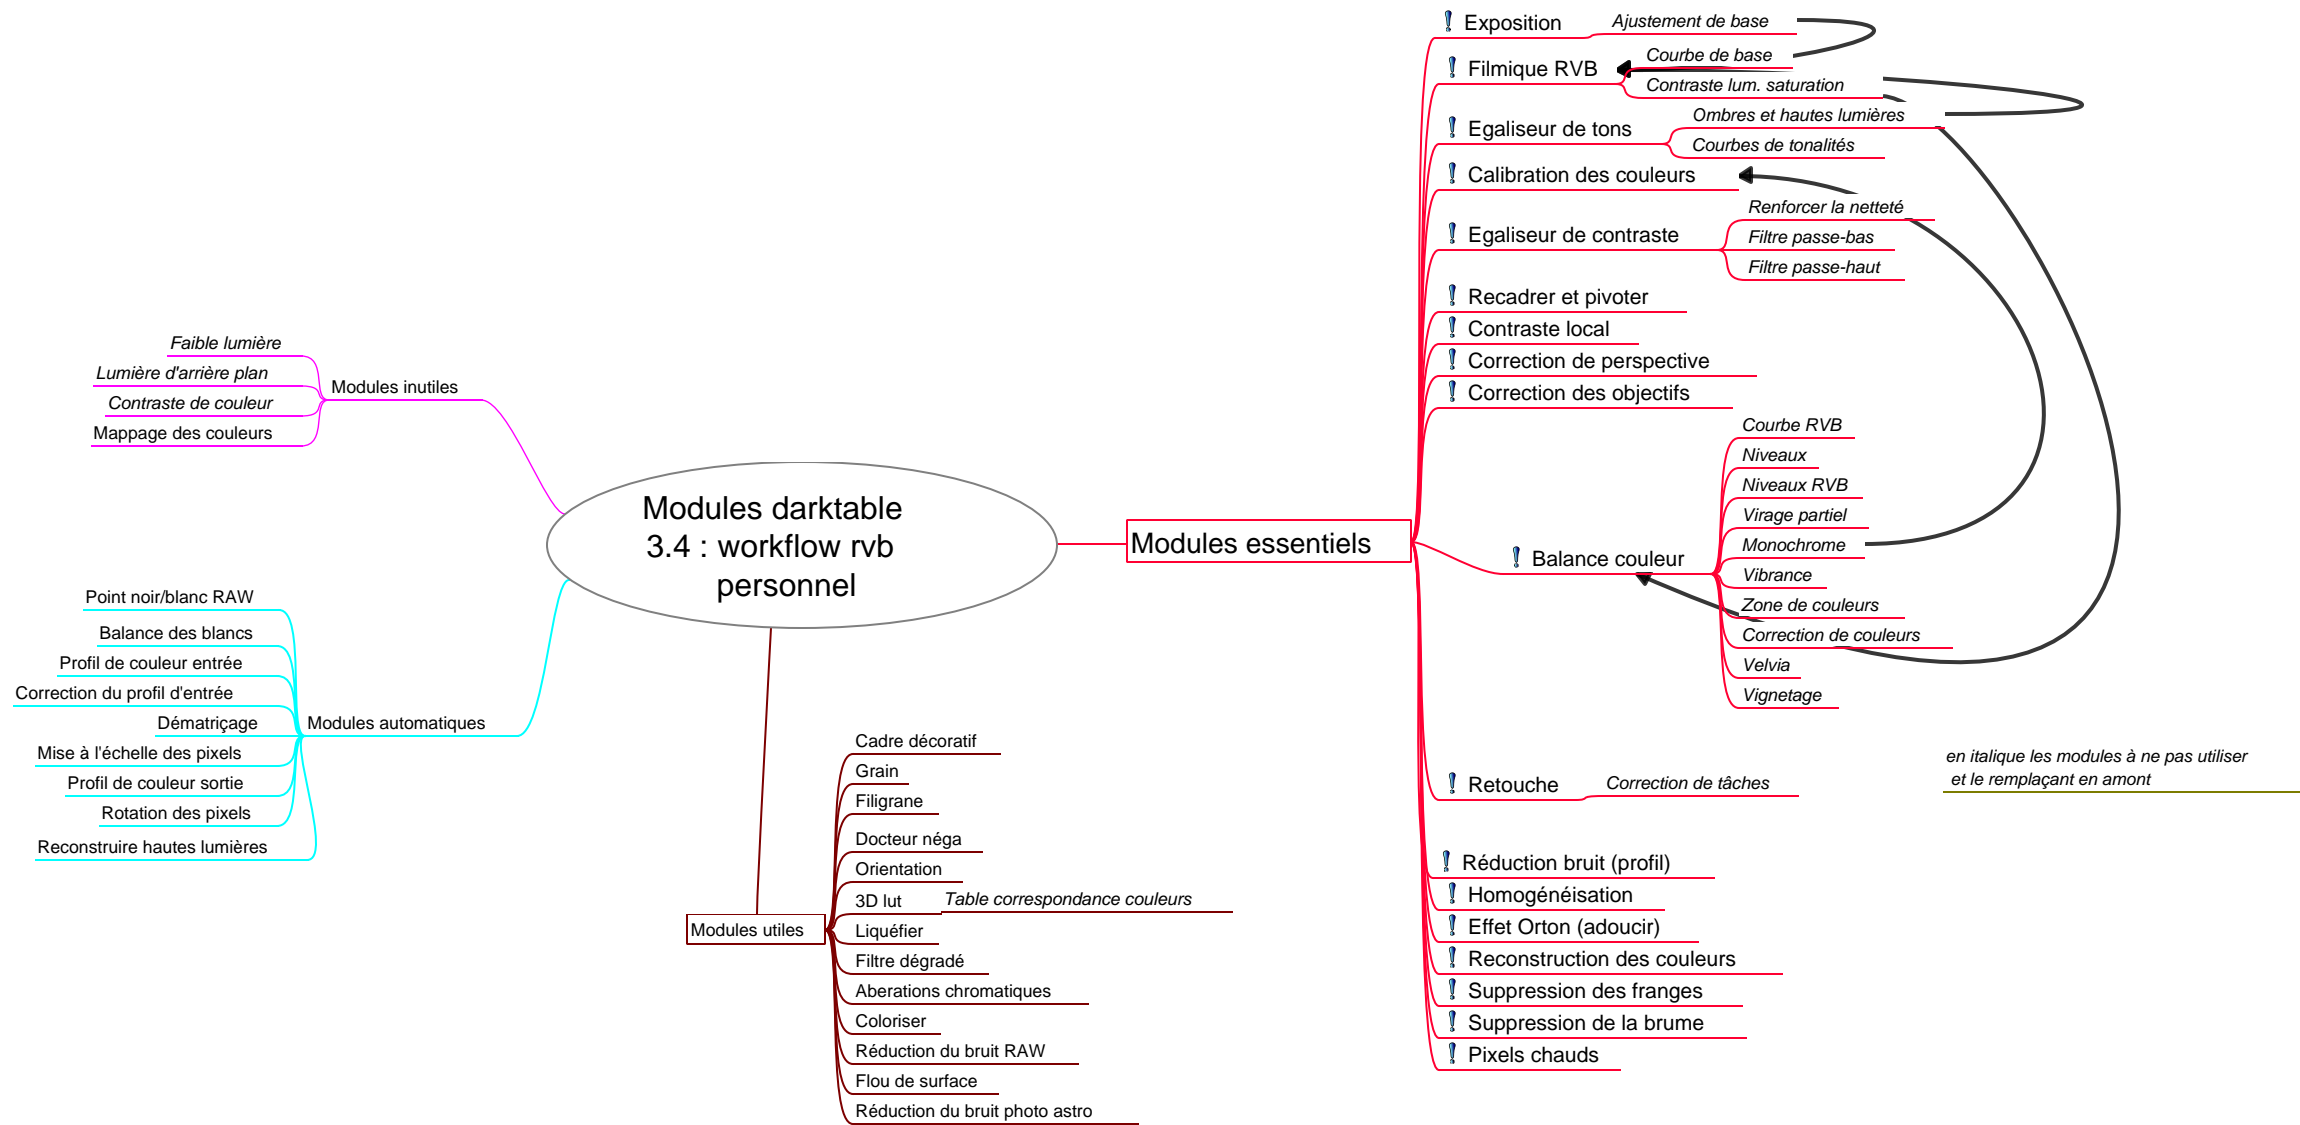 Modules darktable
3.4 : workflow rvb
personnel
Modules essentiels
Exposition
Ajustement de base
Filmique RVB
Courbe de base
Contraste lum. saturation
Egaliseur de tons
Ombres et hautes lumières
Courbes de tonalités
Calibration des couleurs
Egaliseur de contraste
Renforcer la netteté
Filtre passe-bas
Filtre passe-haut
Recadrer et pivoter
Contraste local
Correction de perspective
Correction des objectifs
Balance couleur
Courbe RVB
Niveaux
Niveaux RVB
Virage partiel
Monochrome
Vibrance
Zone de couleurs
Correction de couleurs
Velvia
Vignetage
Retouche
Correction de tâches
Réduction bruit (profil)
Homogénéisation
Effet Orton (adoucir)
Reconstruction des couleurs
Suppression des franges
Suppression de la brume
Pixels chauds
en italique les modules à ne pas utiliser
et le remplaçant en amont
Modules inutiles
Faible lumière
Lumière d'arrière plan
Contraste de couleur
Mappage des couleurs
Modules automatiques
Point noir/blanc RAW
Balance des blancs
Profil de couleur entrée
Correction du profil d'entrée
Dématriçage
Mise à l'échelle des pixels
Profil de couleur sortie
Rotation des pixels
Reconstruire hautes lumières
Modules utiles
Cadre décoratif
Grain
Filigrane
Docteur néga
Orientation
3D lut
Table correspondance couleurs
Liquéfier
Filtre dégradé
Aberations chromatiques
Coloriser
Réduction du bruit RAW
Flou de surface
Réduction du bruit photo astro